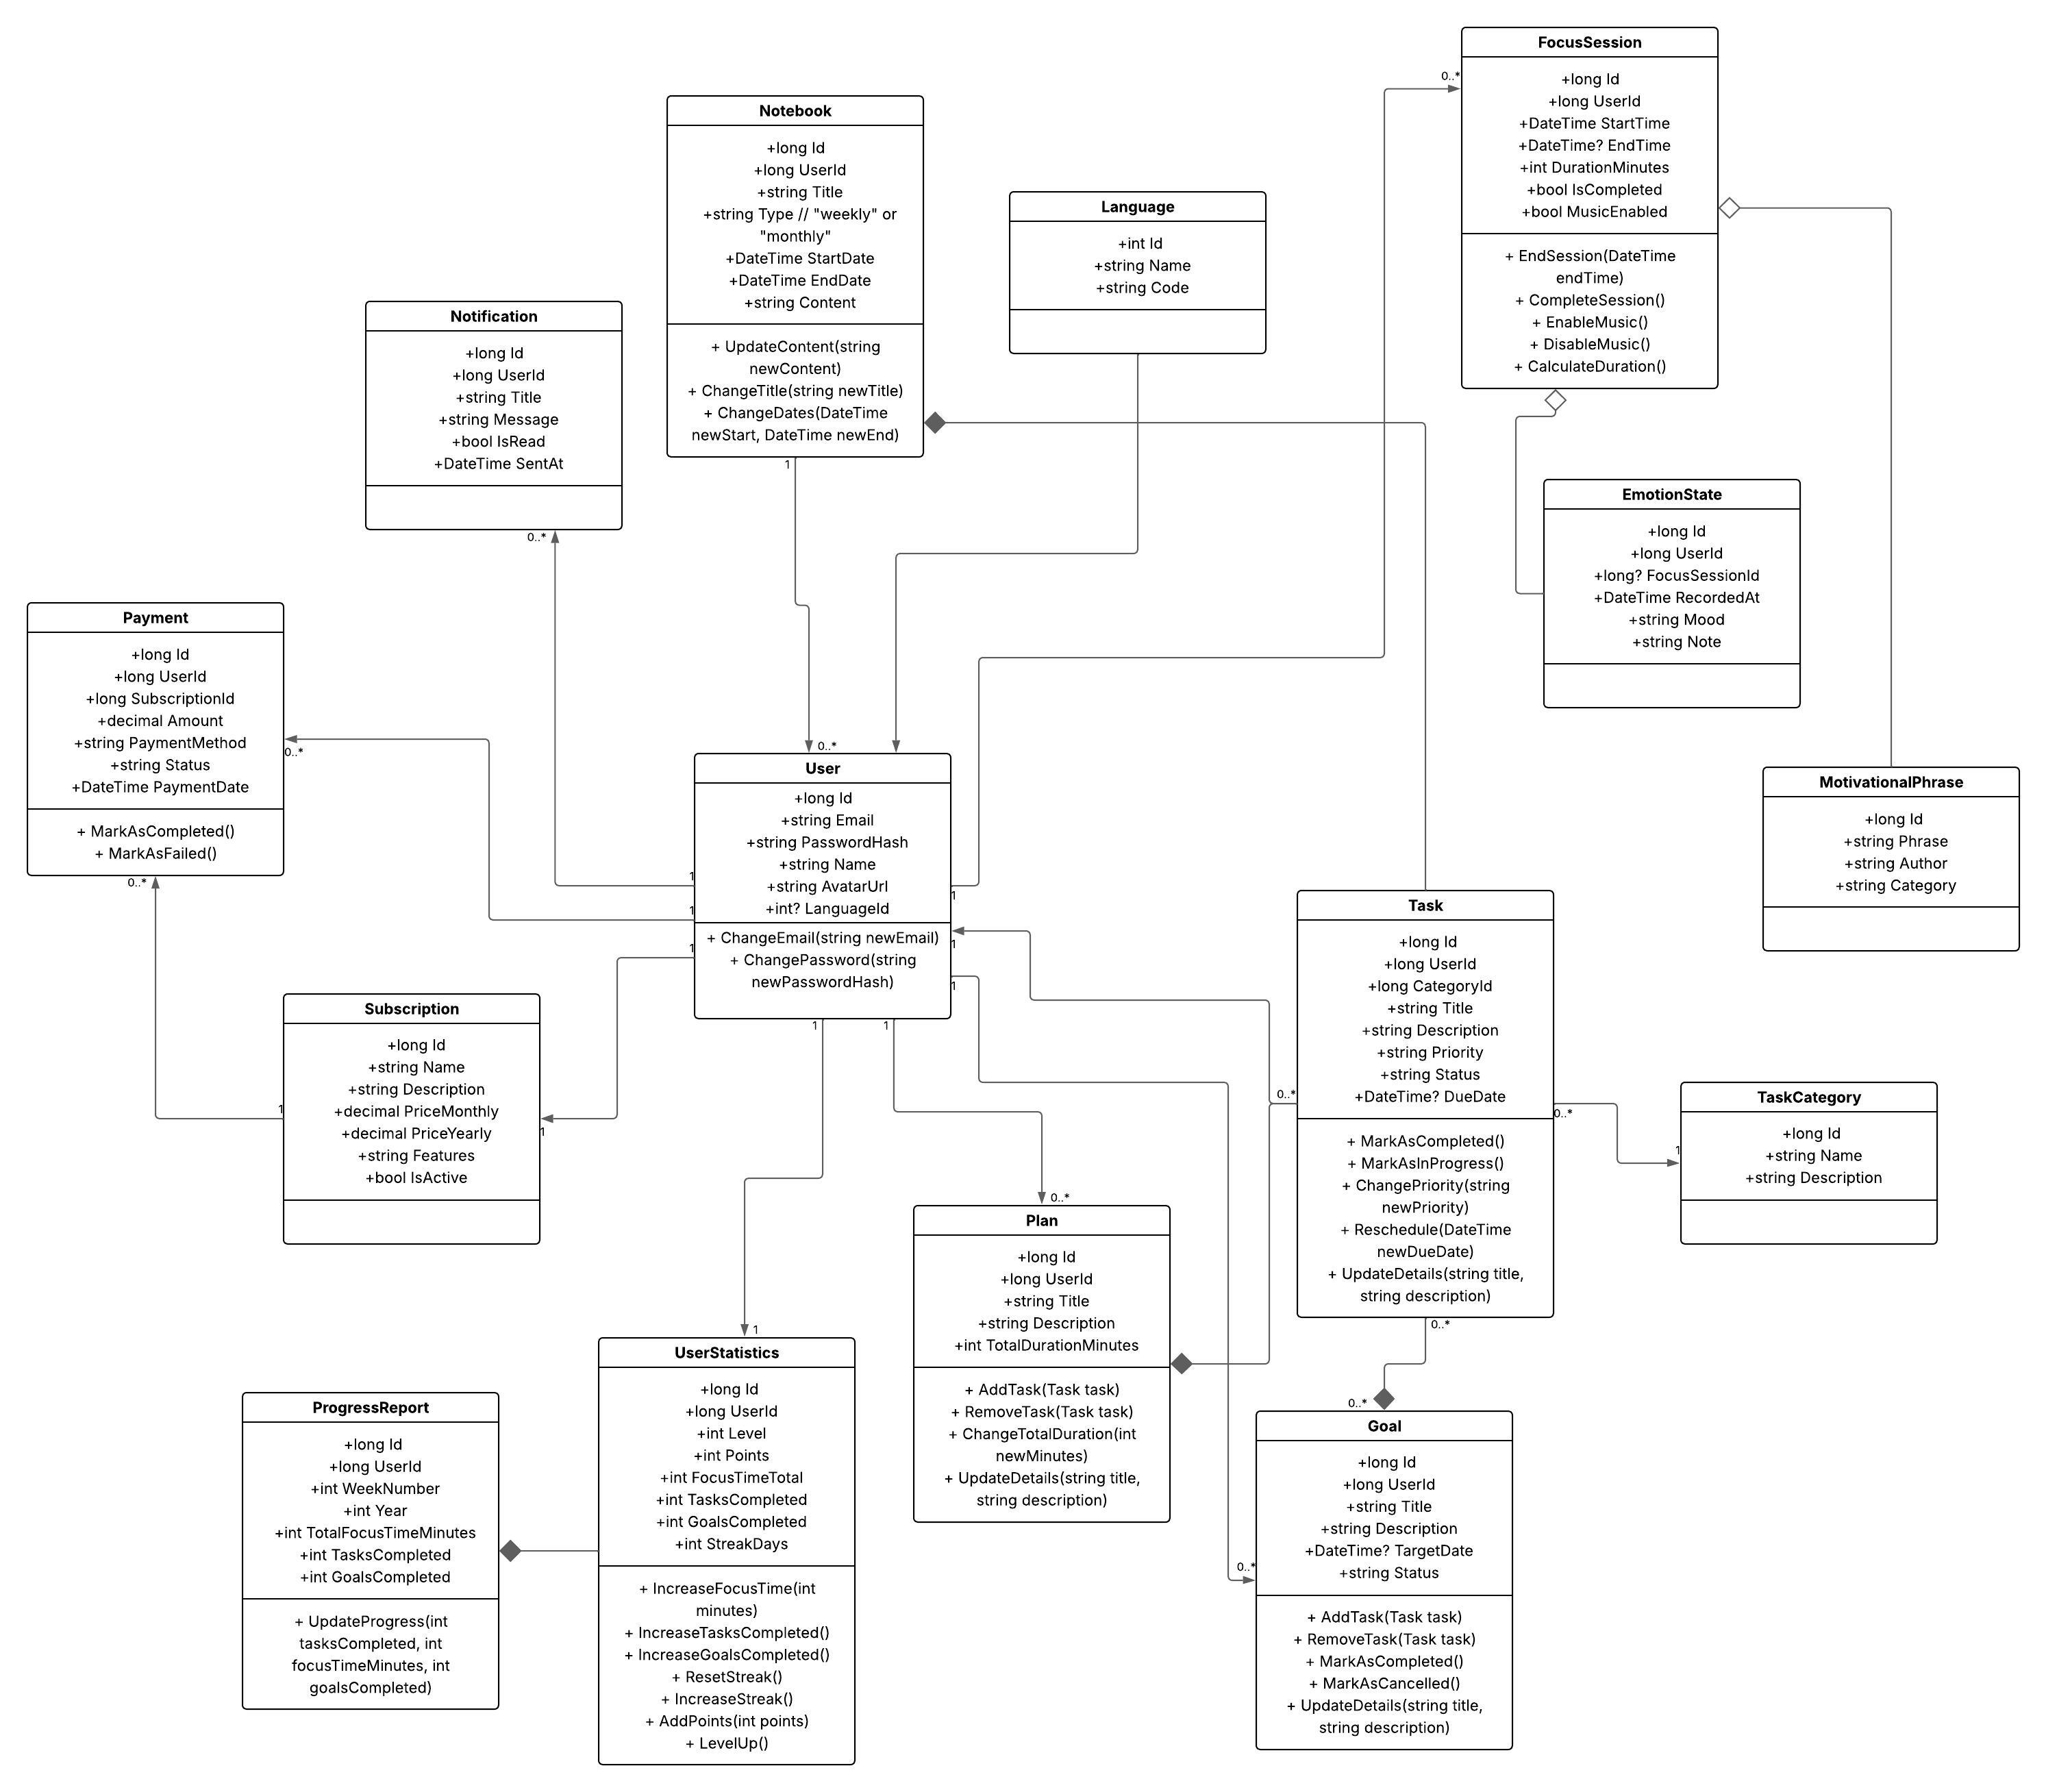 FocusSession
+long Id
+long UserId
+DateTime StartTime
+DateTime? EndTime
+int DurationMinutes
+bool IsCompleted
+bool MusicEnabled
+ EndSession(DateTime
endTime)
+ CompleteSession()
+ EnableMusic()
+ DisableMusic()
+ CalculateDuration()
0..*
Notebook
+long Id
+long UserId
+string Title
+string Type // "weekly" or
"monthly"
+DateTime StartDate
+DateTime EndDate
+string Content
+ UpdateContent(string
newContent)
+ ChangeTitle(string newTitle)
+ ChangeDates(DateTime
newStart, DateTime newEnd)
1
Language
+int Id
+string Name
+string Code
Notification
+long Id
+long UserId
+string Title
+string Message
+bool IsRead
+DateTime SentAt
0..*
EmotionState
+long Id
+long UserId
+long? FocusSessionId
+DateTime RecordedAt
+string Mood
+string Note
Payment
+long Id
+long UserId
+long SubscriptionId
+decimal Amount
+string PaymentMethod
+string Status
+DateTime PaymentDate
+ MarkAsCompleted()
+ MarkAsFailed()
0..*
0..*
0..*
User
+long Id
+string Email
+string PasswordHash
+string Name
+string AvatarUrl
+int? LanguageId
+ ChangeEmail(string newEmail)
+ ChangePassword(string
newPasswordHash)
1
1
1
1
1
1
1
1
MotivationalPhrase
+long Id
+string Phrase
+string Author
+string Category
Task
+long Id
+long UserId
+long CategoryId
+string Title
+string Description
+string Priority
+string Status
+DateTime? DueDate
+ MarkAsCompleted()
+ MarkAsInProgress()
+ ChangePriority(string
newPriority)
+ Reschedule(DateTime
newDueDate)
+ UpdateDetails(string title,
string description)
0..*
0..*
0..*
Subscription
+long Id
+string Name
+string Description
+decimal PriceMonthly
+decimal PriceYearly
+string Features
+bool IsActive
1
1
TaskCategory
+long Id
+string Name
+string Description
1
Plan
+long Id
+long UserId
+string Title
+string Description
+int TotalDurationMinutes
+ AddTask(Task task)
+ RemoveTask(Task task)
+ ChangeTotalDuration(int
newMinutes)
+ UpdateDetails(string title,
string description)
0..*
UserStatistics
+long Id
+long UserId
+int Level
+int Points
+int FocusTimeTotal
+int TasksCompleted
+int GoalsCompleted
+int StreakDays
+ IncreaseFocusTime(int
minutes)
+ IncreaseTasksCompleted()
+ IncreaseGoalsCompleted()
+ ResetStreak()
+ IncreaseStreak()
+ AddPoints(int points)
+ LevelUp()
1
ProgressReport
+long Id
+long UserId
+int WeekNumber
+int Year
+int TotalFocusTimeMinutes
+int TasksCompleted
+int GoalsCompleted
+ UpdateProgress(int
tasksCompleted, int
focusTimeMinutes, int
goalsCompleted)
Goal
+long Id
+long UserId
+string Title
+string Description
+DateTime? TargetDate
+string Status
+ AddTask(Task task)
+ RemoveTask(Task task)
+ MarkAsCompleted()
+ MarkAsCancelled()
+ UpdateDetails(string title,
string description)
0..*
0..*